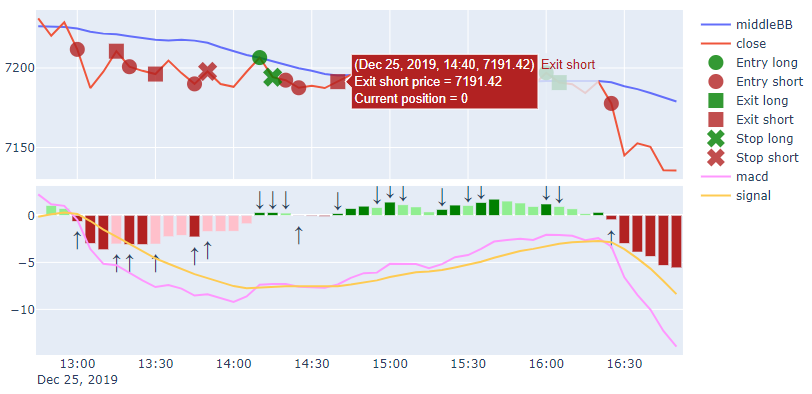 7200
7150
(Dec 25, 2019, 14:40, 7191.42)
Exit short
Exit short price = 7191.42
Current position = 0
middleBB
close
Entry long
Entry short
Exit long
Exit short
Stop long
Stop short
macd
signal
0
−5
−10
13:00 13:30 14:00 14:30 15:00 15:30 16:00 16:30
Dec 25, 2019